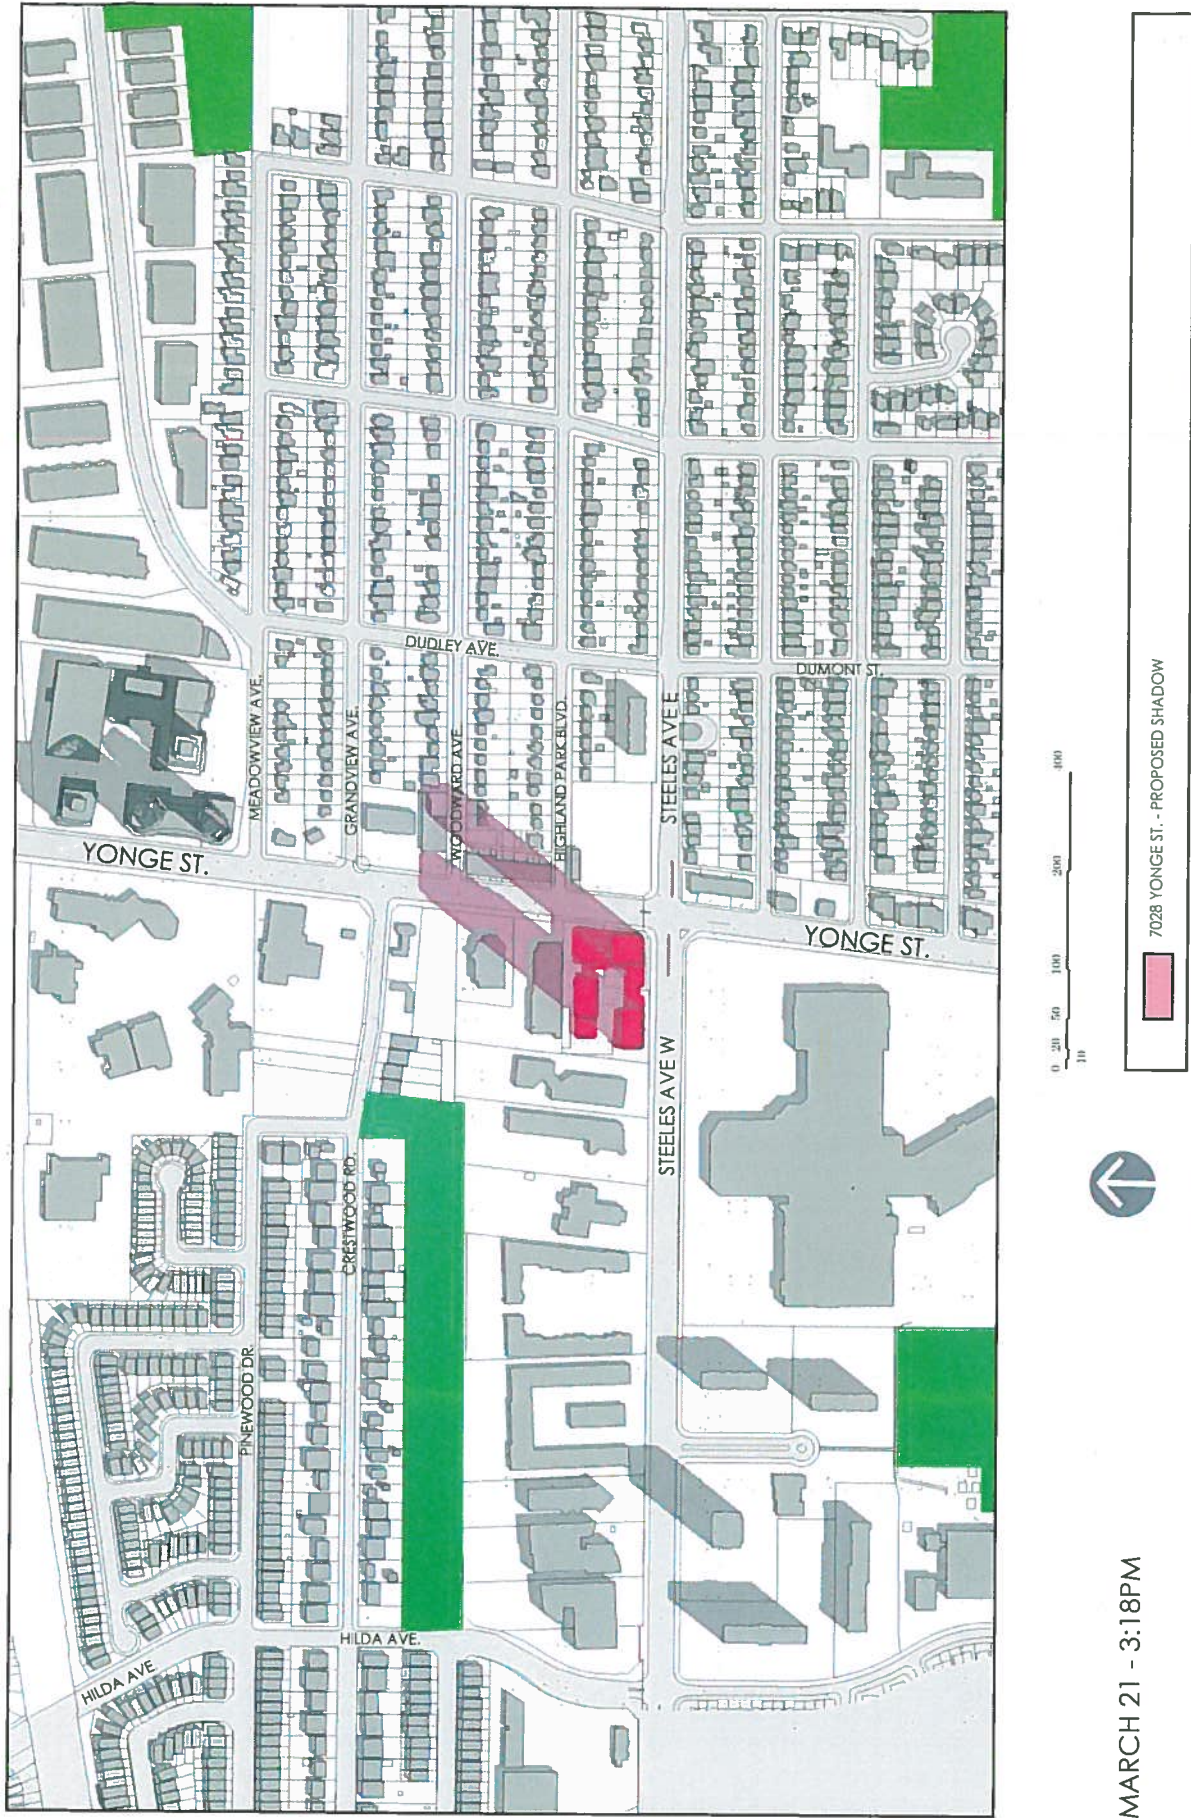 YONGE ST.
MEADOWVIEW AVE.
GRANDVIEW AVE.
WOODWARD AVE.
HIGHLAND PARK BLVD.
DUDLEY AVE.
STEELES AVE E
DUMONT ST.
YONGE ST.
STEELES AVE W
CRESTWOOD RD.
PINEWOOD DR.
HILDA AVE.
HILDA AVE
0 20 50 100 200 400
10
7028 YONGE ST. - PROPOSED SHADOW
MARCH 21 - 3:18PM